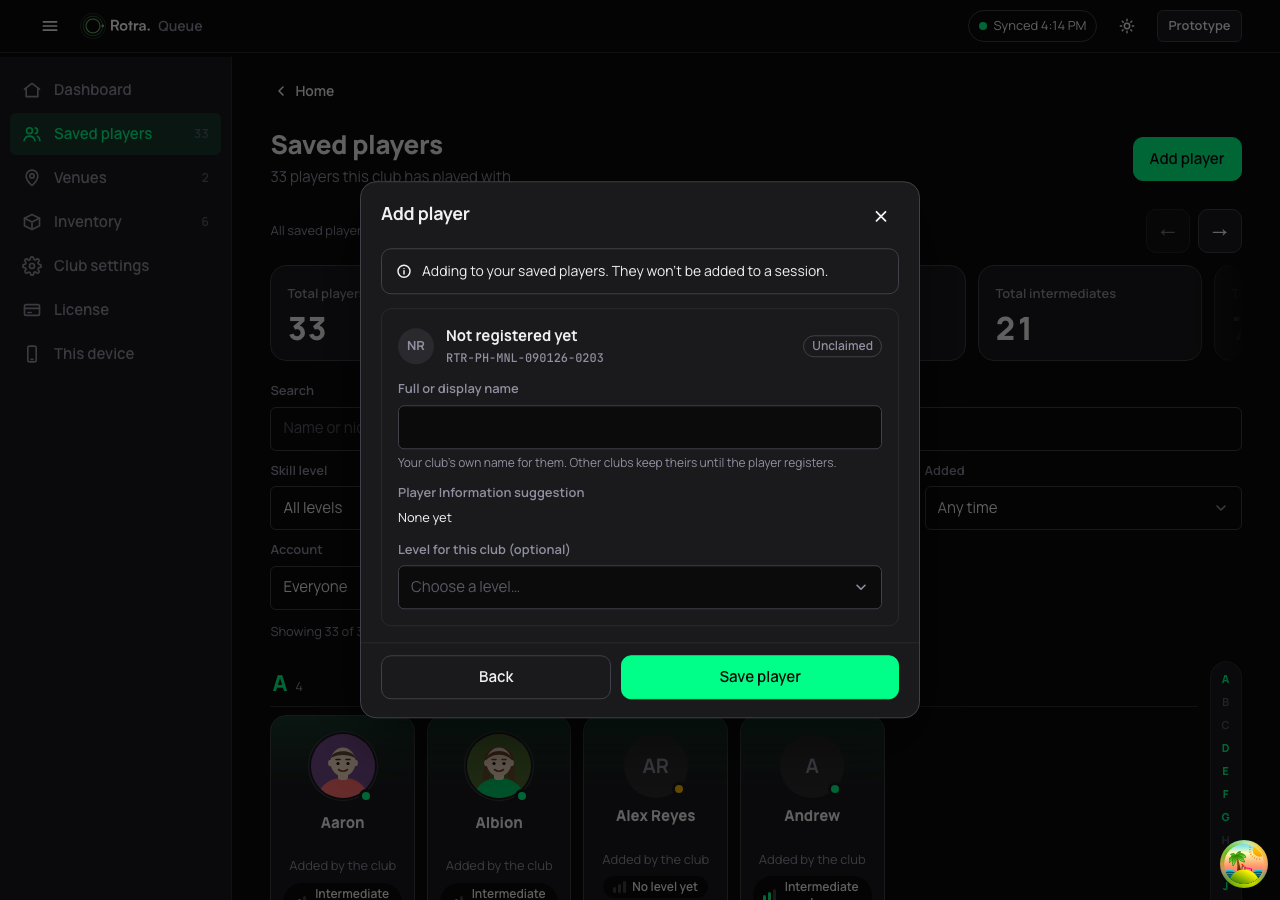 Rotra. Queue
Synced 4:14 PM
Prototype
Dashboard
Saved players 33
Venues 2
Inventory 6
Club settings
License
This device
Home
Saved players
33 players this club has played with
Add player
All saved player
← →
Total player
33
Total intermediates
21
Search
Name or nic
Skill level
All levels
Added
Any time
Account
Everyone
Showing 33 of 3
Add player
Adding to your saved players. They won't be added to a session.
NR
Not registered yet
RTR-PH-MNL-090126-0203
Unclaimed
Full or display name
Your club's own name for them. Other clubs keep theirs until the player registers.
Player Information suggestion
None yet
Level for this club (optional)
Choose a level…
Back
Save player
A 4
Aaron
Added by the club
Intermediate
Albion
Added by the club
Intermediate
AR
Alex Reyes
Added by the club
No level yet
A
Andrew
Added by the club
Intermediate
A
B
C
D
E
F
G
H
J